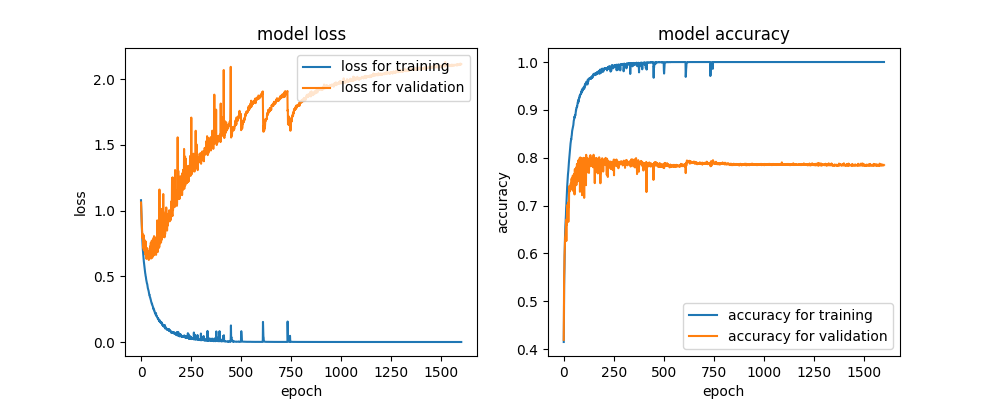 model loss
loss for training
loss for validation
2.0
1.5
1.0
0.5
0.0
loss
0 250 500 750 1000 1250 1500
epoch
model accuracy
1.0
0.9
0.8
0.7
0.6
0.5
0.4
accuracy
accuracy for training
accuracy for validation
0 250 500 750 1000 1250 1500
epoch